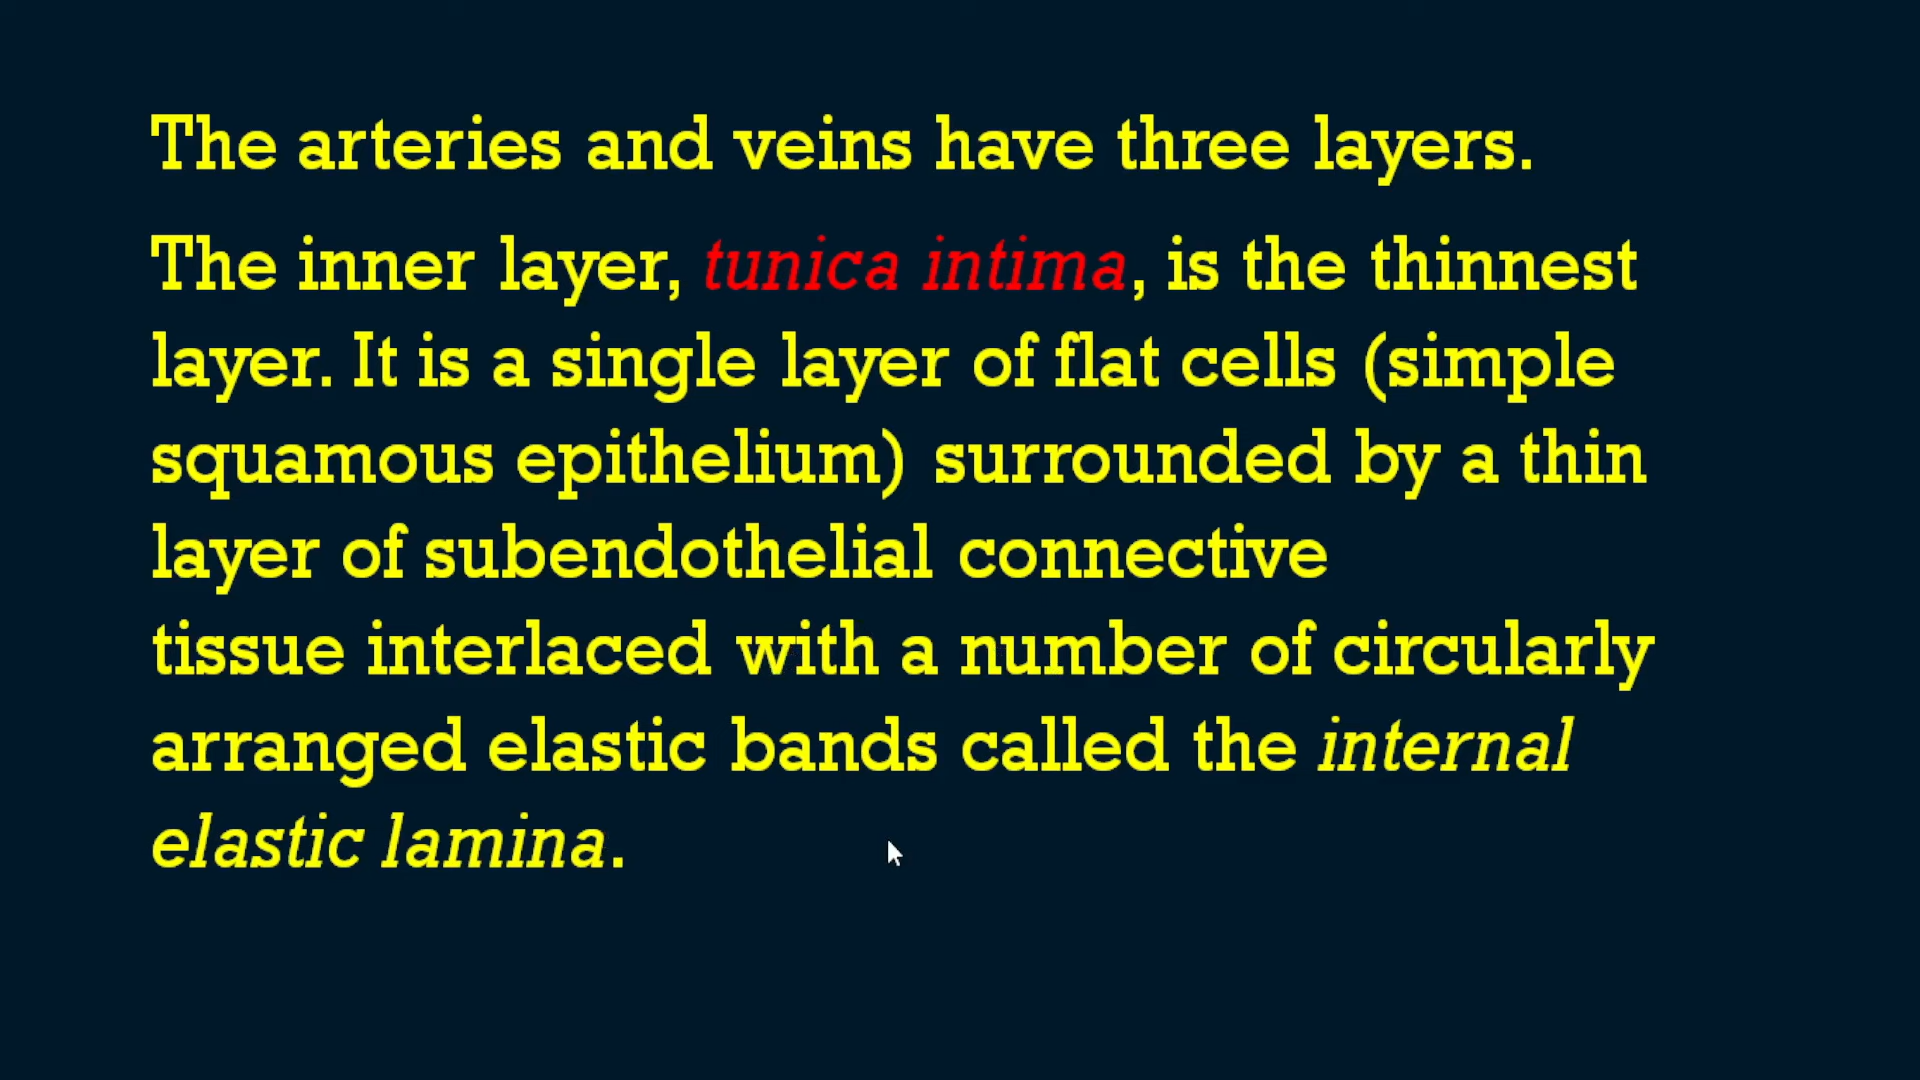 The arteries and veins have three layers.
The inner layer, tunica intima, is the thinnest
layer. It is a single layer of flat cells (simple
squamous epithelium) surrounded by a thin
layer of subendothelial connective
tissue interlaced with a number of circularly
arranged elastic bands called the internal
elastic lamina.